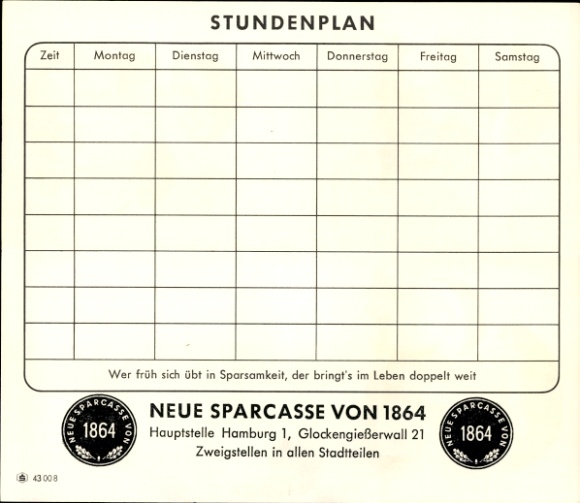 STUNDENPLAN
Zeit Montag Dienstag Mittwoch Donnerstag Freitag Samstag
Wer früh sich übt in Sparsamkeit, der bringt's im Leben doppelt weit
NEUE SPARCASSE VON 1864
Hauptstelle Hamburg 1, Glockengießerwall 21
Zweigstellen in allen Stadtteilen
NEUE SPARCASSE VON
1864
NEUE SPARCASSE VON
1864
43 00 8